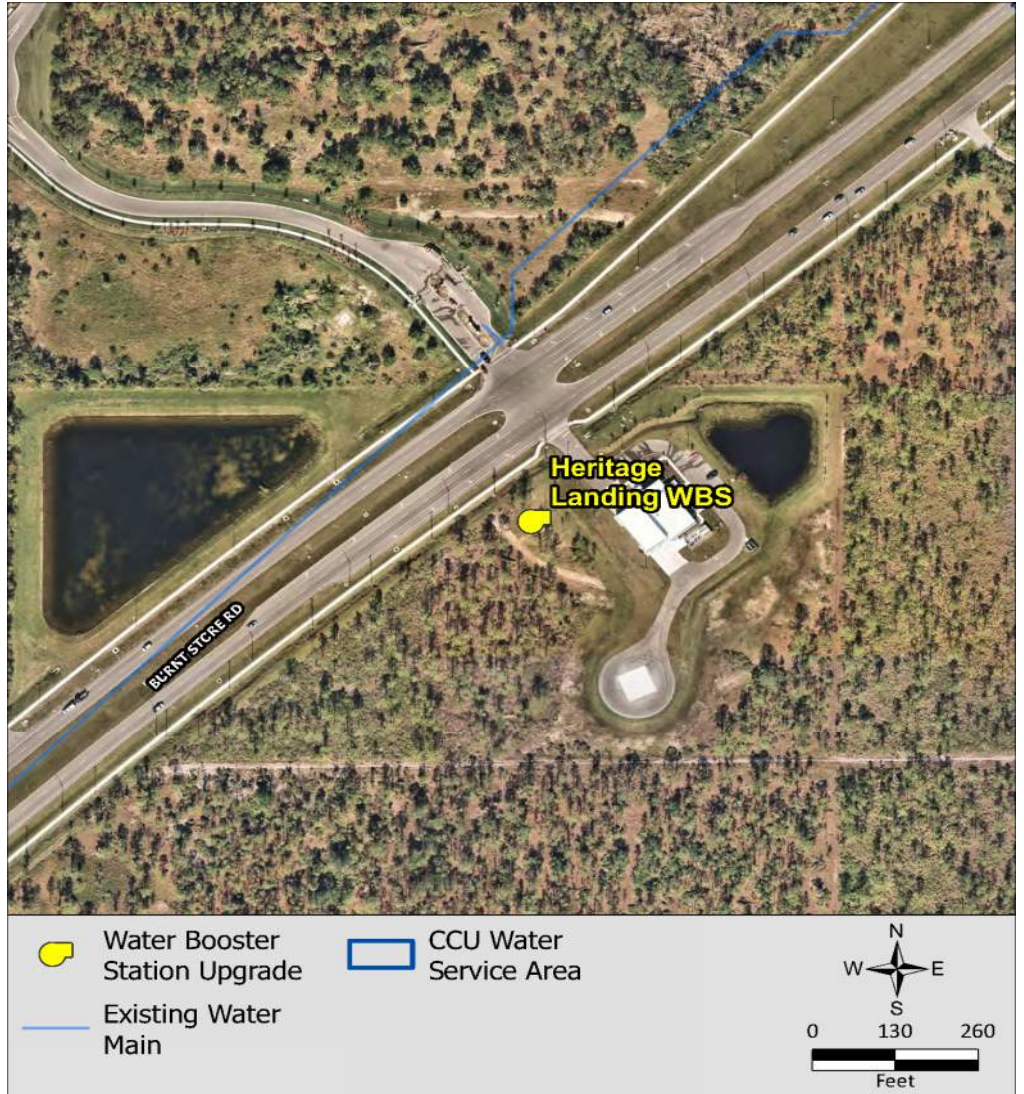 Heritage
Landing WBS
BURNT STORE RD
Water Booster
Station Upgrade
CCU Water
Service Area
Existing Water
Main
N
W E
S
0 130 260
Feet